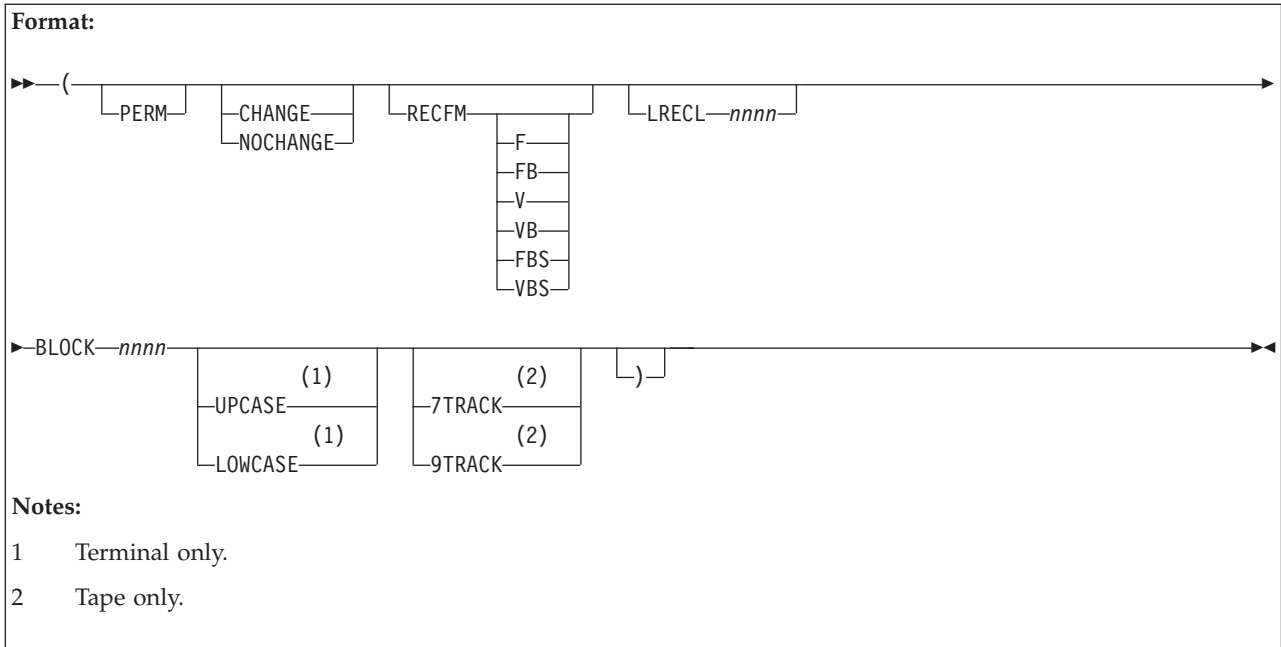 Format:
(
PERM CHANGE RECFM LRECL nnnn
NOCHANGE F
FB
V
VB
FBS
VBS
BLOCK nnnn
(1) (2) )
UPCASE 7TRACK
(1) (2)
LOWCASE 9TRACK
Notes:
1 Terminal only.
2 Tape only.